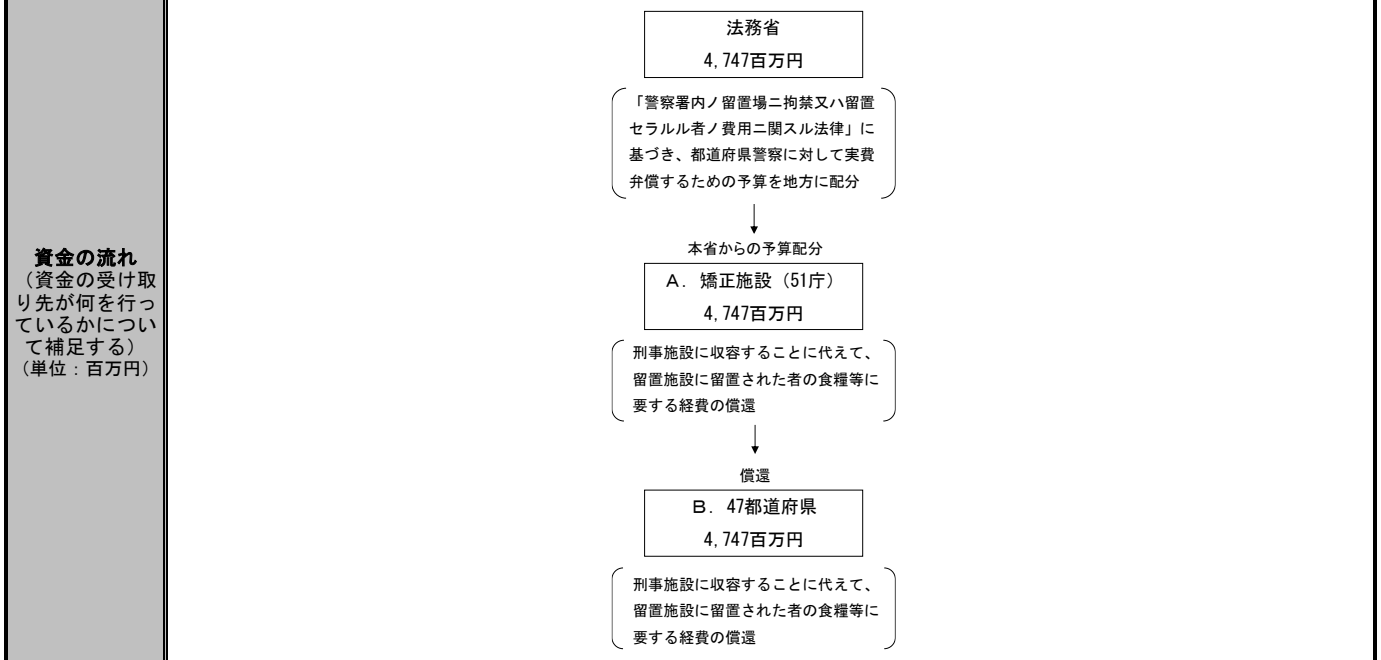 資金の流れ
（資金の受け取
り先が何を行っ
ているかについ
て補足する）
（単位：百万円）
法務省
4,747百万円
「警察署内ノ留置場ニ拘禁又ハ留置
セラルル者ノ費用ニ関スル法律」に
基づき、都道府県警察に対して実費
弁償するための予算を地方に配分
本省からの予算配分
Ａ．矯正施設（51庁）
4,747百万円
刑事施設に収容することに代えて、
留置施設に留置された者の食糧等に
要する経費の償還
償還
Ｂ．47都道府県
4,747百万円
刑事施設に収容することに代えて、
留置施設に留置された者の食糧等に
要する経費の償還